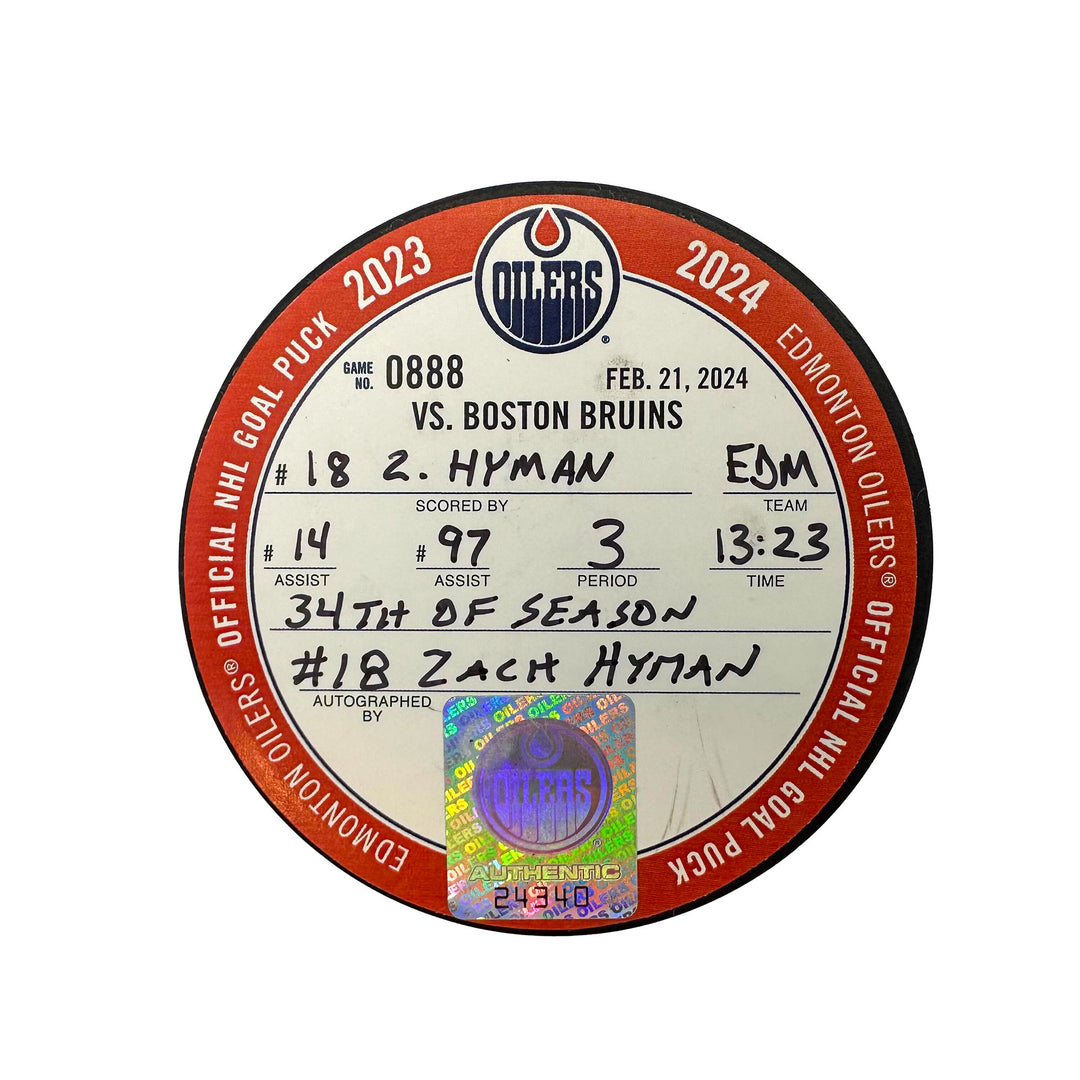 2023
2024
EDMONTON OILERS® OFFICIAL NHL GOAL PUCK
EDMONTON OILERS® OFFICIAL NHL GOAL PUCK
OILERS
®
GAME NO. 0888
FEB. 21, 2024
VS. BOSTON BRUINS
# 18 Z. HYMAN
EDM
SCORED BY
TEAM
# 14
# 97
3
13:23
ASSIST
ASSIST
PERIOD
TIME
34TH OF SEASON
#18 ZACH HYMAN
AUTOGRAPHED
BY
OILERS
®
AUTHENTIC
24340